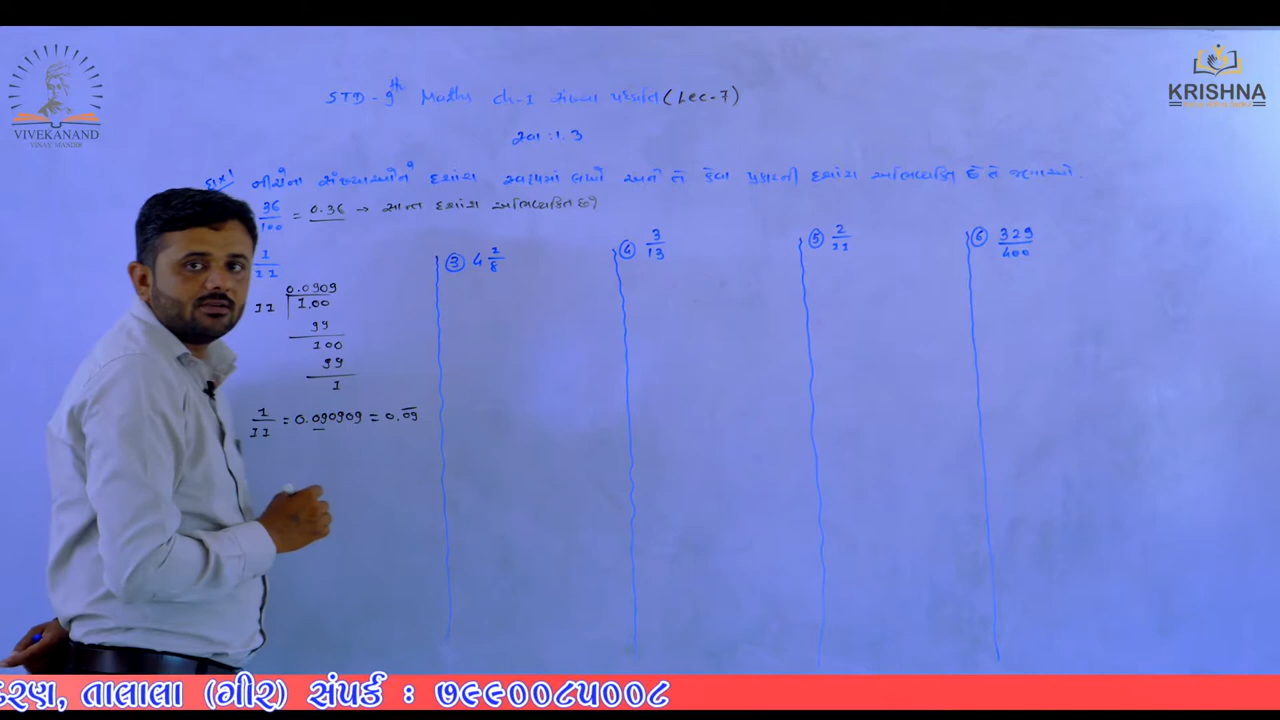 VIVEKANAND
VINAY MANDIR
KRISHNA
STD - 9th Maths ch-1 સંખ્યા પદ્ધતિ (Lec-7)
સ્વા : 1.3
નીચેના સંખ્યાઓને દશાંશ સ્વરૂપમાં લખો અને તે કેવા પ્રકારની દશાંશ અભિવ્યક્તિ છે તે જણાવો.
36/100 = 0.36 → સાન્ત દશાંશ અભિવ્યક્તિ છે
1/11
0.0909
11 1.00
99
100
99
1
1/11 = 0.090909 = 0.0̅9̅
③ 4 1/8
④ 3/13
⑤ 2/11
⑥ 329/400
કરણ, તાલાલા (ગીર) સંપર્ક : ૭૯૯૦૦૮૫૦૦૮